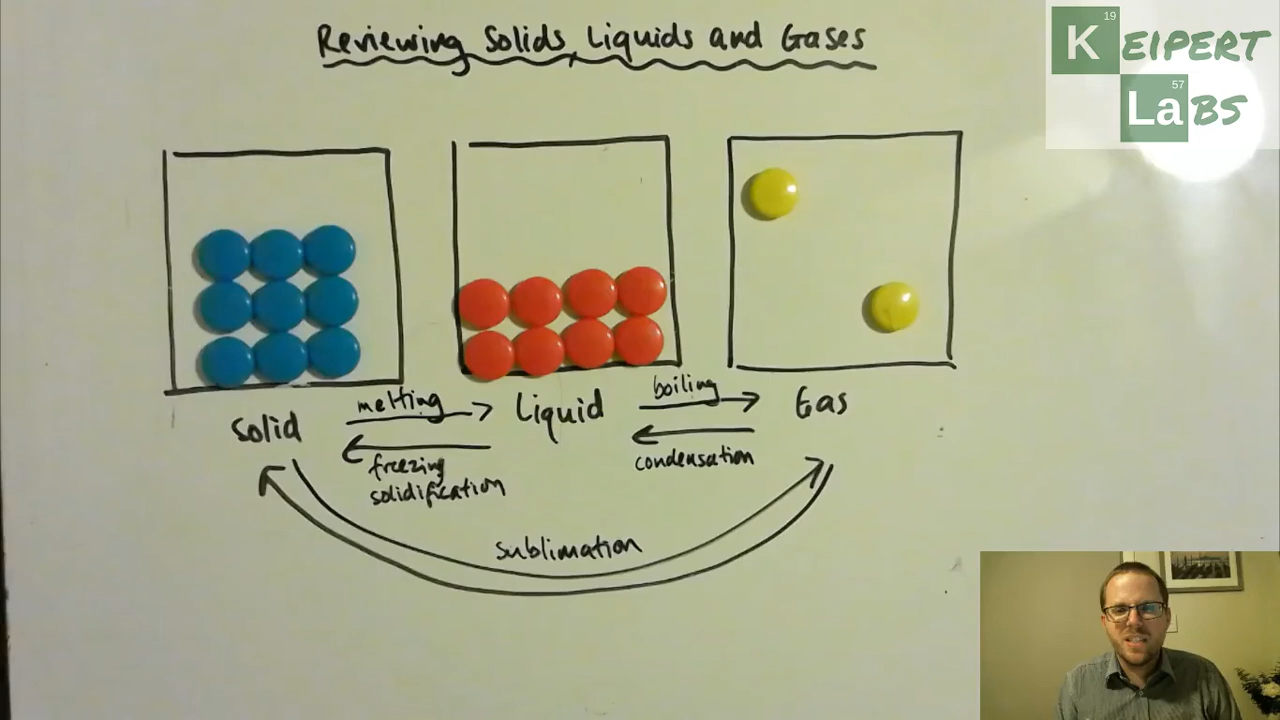 Reviewing Solids, Liquids and Gases
19
KEIPERT
57
LaBS
melting
boiling
Solid
Liquid
Gas
freezing
solidification
condensation
sublimation